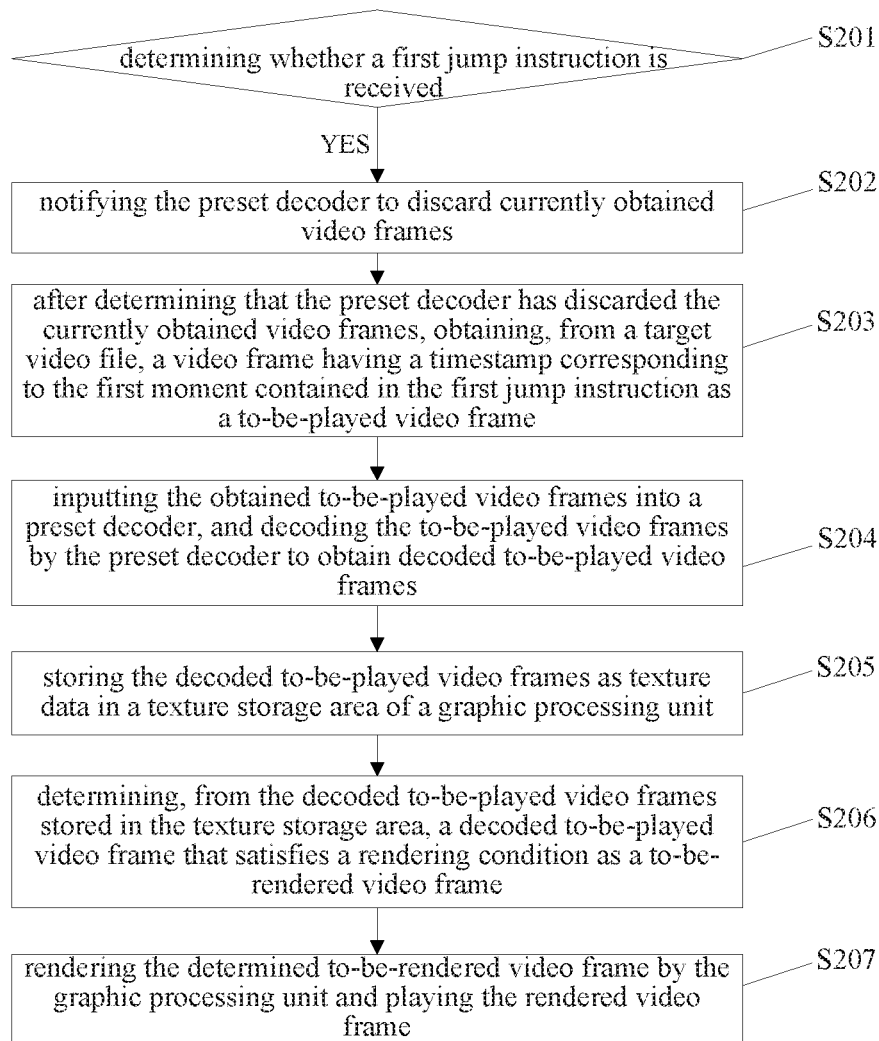 determining whether a first jump instruction is
received
S201
YES
notifying the preset decoder to discard currently obtained
video frames
S202
after determining that the preset decoder has discarded the
currently obtained video frames, obtaining, from a target
video file, a video frame having a timestamp corresponding
to the first moment contained in the first jump instruction as
a to-be-played video frame
S203
inputting the obtained to-be-played video frames into a
preset decoder, and decoding the to-be-played video frames
by the preset decoder to obtain decoded to-be-played video
frames
S204
storing the decoded to-be-played video frames as texture
data in a texture storage area of a graphic processing unit
S205
determining, from the decoded to-be-played video frames
stored in the texture storage area, a decoded to-be-played
video frame that satisfies a rendering condition as a to-be-
rendered video frame
S206
rendering the determined to-be-rendered video frame by the
graphic processing unit and playing the rendered video
frame
S207